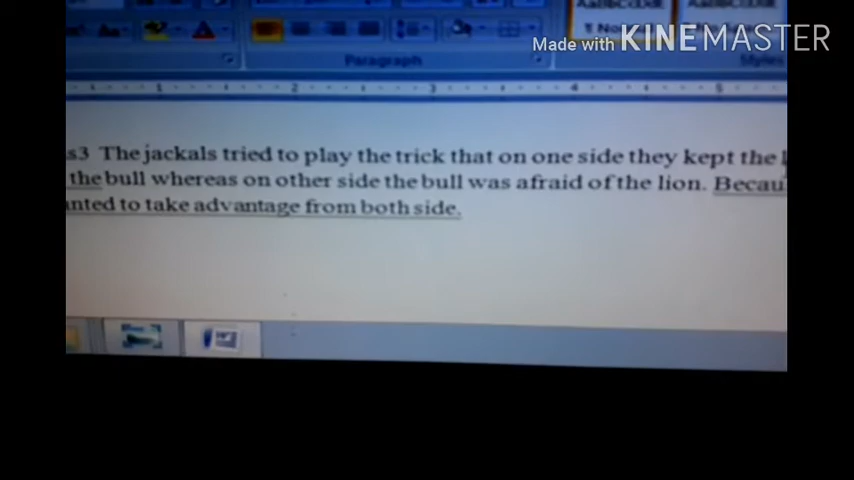 Made with KINEMASTER
Paragraph
s3 The jackals tried to play the trick that on one side they kept the
the bull whereas on other side the bull was afraid of the lion. Becau
nted to take advantage from both side.